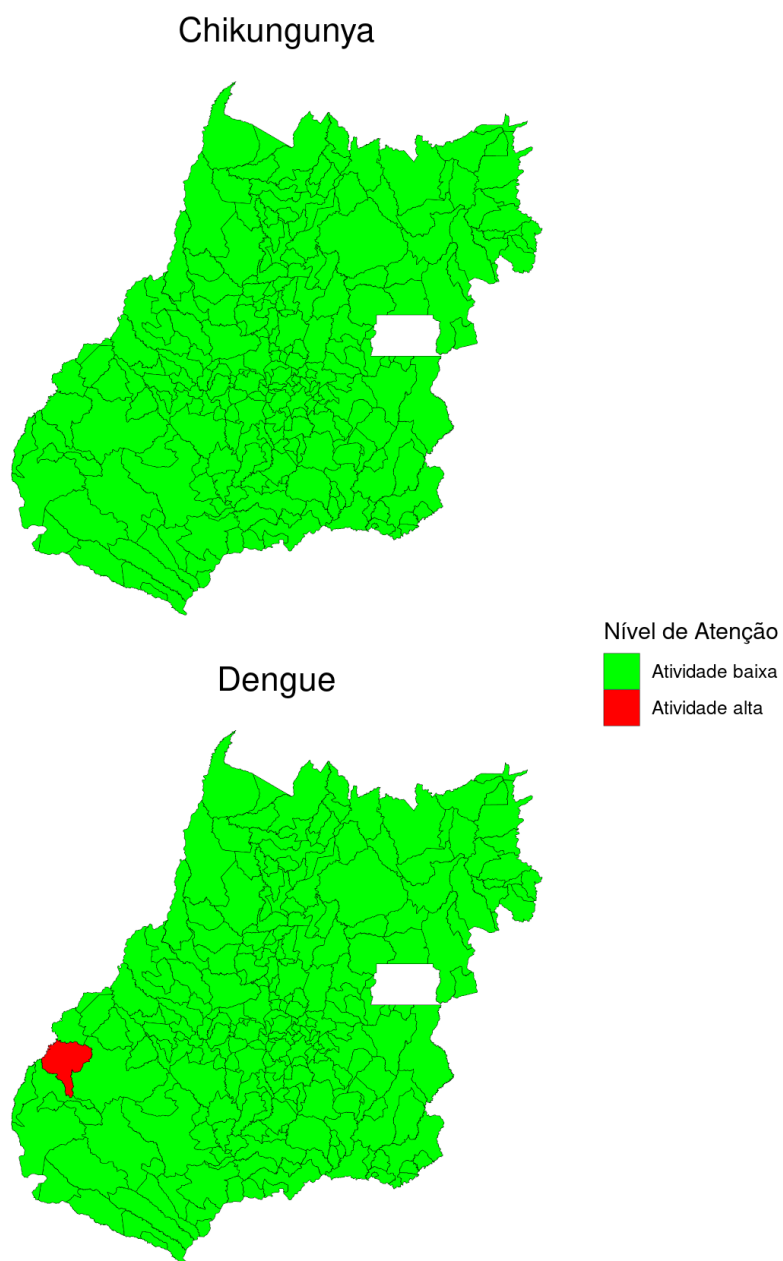 Chikungunya
Nível de Atenção
Atividade baixa
Atividade alta
Dengue